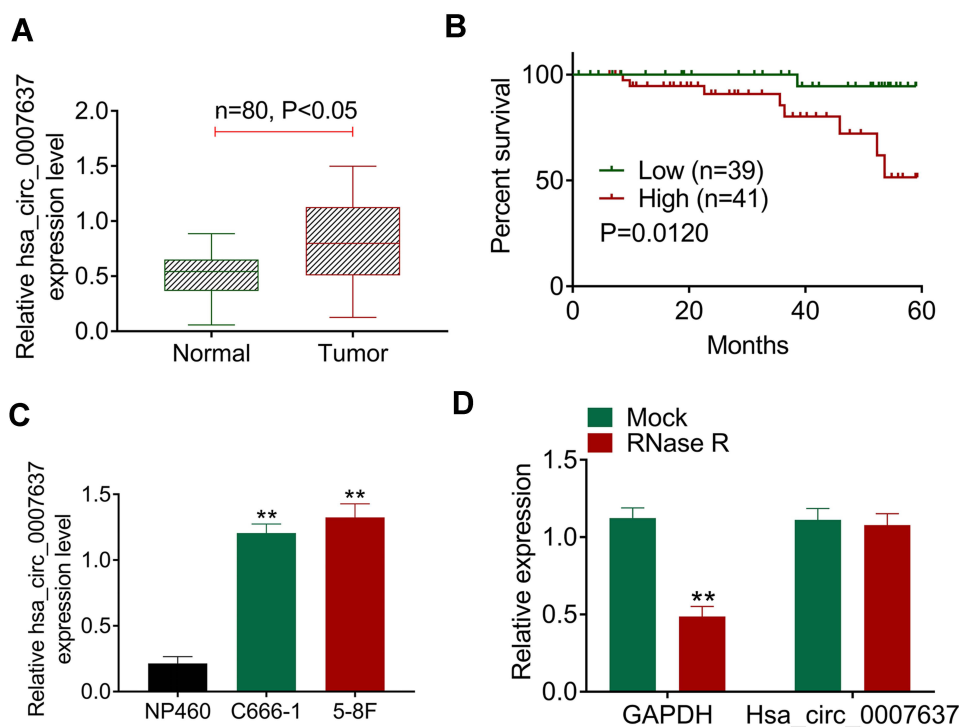 A
Relative hsa_circ_0007637
expression level
2.0
1.5
1.0
0.5
0.0
n=80, P<0.05
Normal
Tumor
B
Percent survival
100
50
0
Low (n=39)
High (n=41)
P=0.0120
0
20
40
60
Months
C
Relative hsa_circ_0007637
expression level
1.5
1.0
0.5
0.0
**
**
NP460
C666-1
5-8F
D
Mock
RNase R
Relative expression
1.5
1.0
0.5
0.0
**
GAPDH
Hsa_circ_0007637